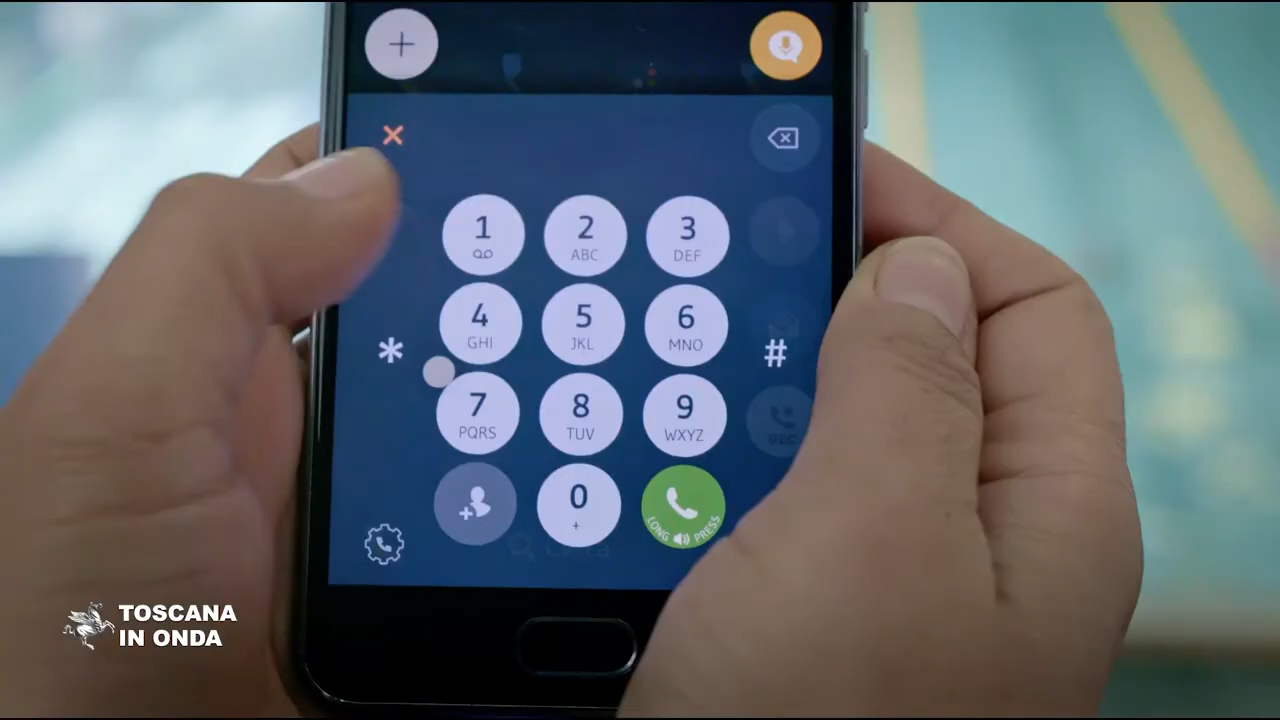 1
2
ABC
3
DEF
4
GHI
5
JKL
6
MNO
*
#
7
PQRS
8
TUV
9
WXYZ
0
+
LONG PRESS
TOSCANA
IN ONDA